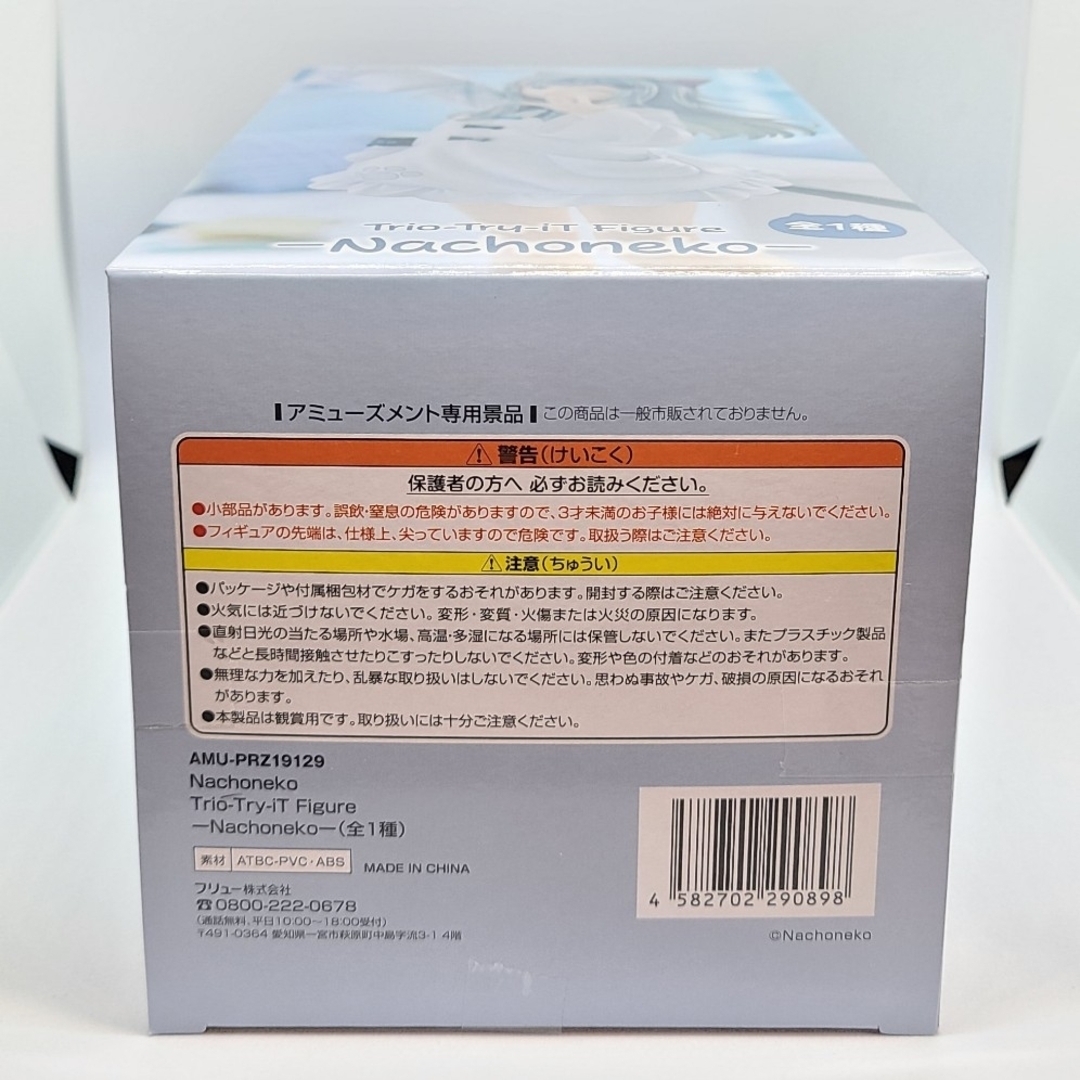 Trio-Try-iT Figure
—Nachoneko—
全1種
アミューズメント専用景品 この商品は一般市販されておりません。
⚠警告(けいこく)
保護者の方へ 必ずお読みください。
●小部品があります。誤飲・窒息の危険がありますので、3才未満のお子様には絶対に与えないでください。
●フィギュアの先端は、仕様上、尖っていますので危険です。取扱う際はご注意ください。
⚠注意(ちゅうい)
●パッケージや付属梱包材でケガをするおそれがあります。開封する際はご注意ください。
●火気には近づけないでください。変形・変質・火傷または火災の原因になります。
●直射日光の当たる場所や水場、高温・多湿になる場所には保管しないでください。またプラスチック製品
などと長時間接触させたりこすったりしないでください。変形や色の付着などのおそれがあります。
●無理な力を加えたり、乱暴な取り扱いはしないでください。思わぬ事故やケガ、破損の原因になるおそれ
があります。
●本製品は観賞用です。取り扱いには十分ご注意ください。
AMU-PRZ19129
Nachoneko
Trio-Try-iT Figure
—Nachoneko—(全1種)
素材 ATBC-PVC・ABS MADE IN CHINA
フリュー株式会社
☎0800-222-0678
(通話無料、平日10:00～18:00受付)
〒491-0364 愛知県一宮市萩原町中島字流3-1 4階
4 582702 290898
©Nachoneko